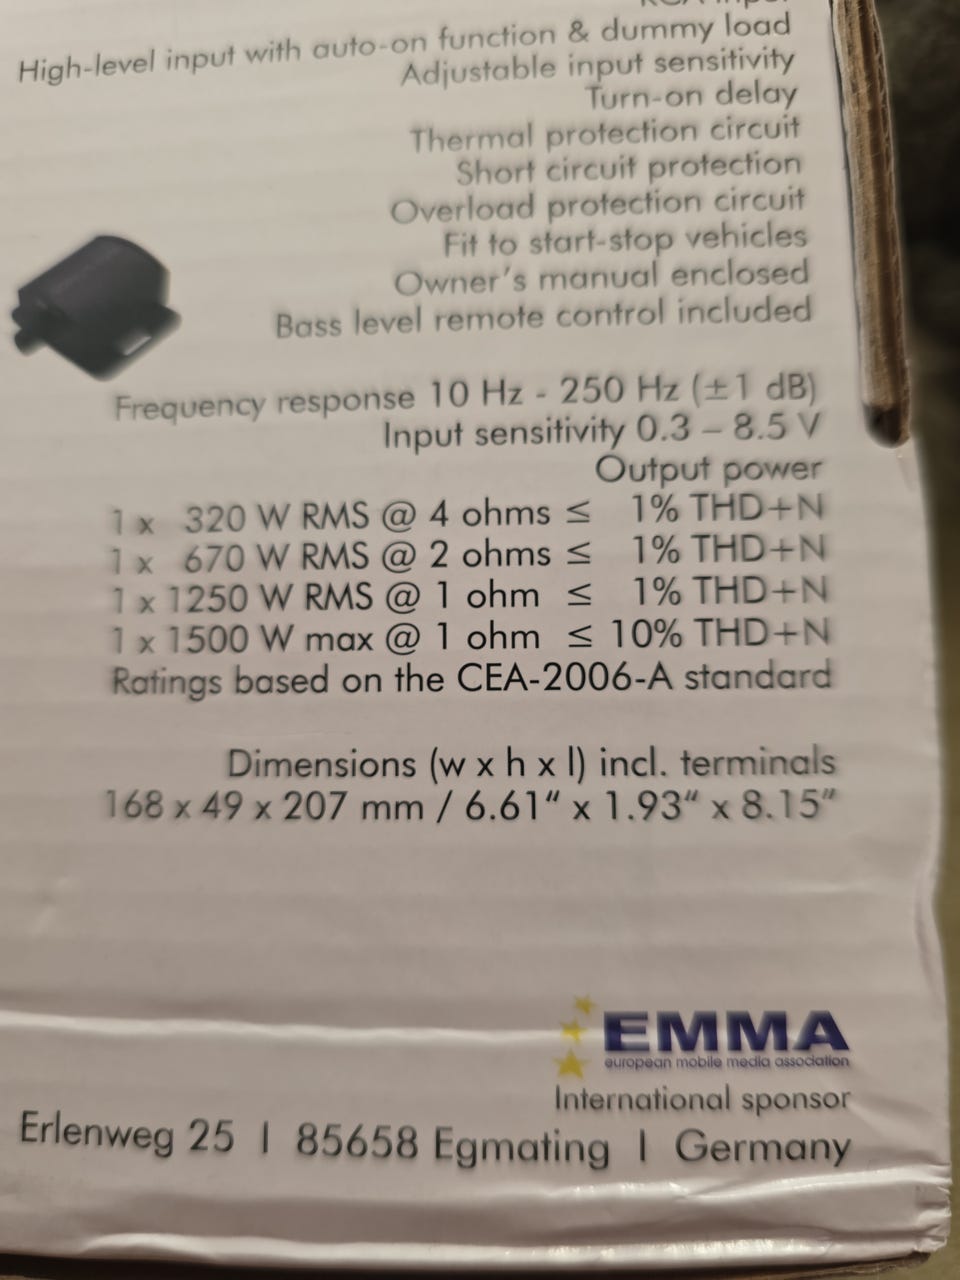 High-level input with auto-on function & dummy load
Adjustable input sensitivity
Turn-on delay
Thermal protection circuit
Short circuit protection
Overload protection circuit
Fit to start-stop vehicles
Owner's manual enclosed
Bass level remote control included
Frequency response 10 Hz - 250 Hz (±1 dB)
Input sensitivity 0.3 – 8.5 V
Output power
1 x 320 W RMS @ 4 ohms ≤ 1% THD+N
1 x 670 W RMS @ 2 ohms ≤ 1% THD+N
1 x 1250 W RMS @ 1 ohm ≤ 1% THD+N
1 x 1500 W max @ 1 ohm ≤ 10% THD+N
Ratings based on the CEA-2006-A standard
Dimensions (w x h x l) incl. terminals
168 x 49 x 207 mm / 6.61“ x 1.93“ x 8.15”
EMMA
european mobile media association
International sponsor
Erlenweg 25 | 85658 Egmating | Germany